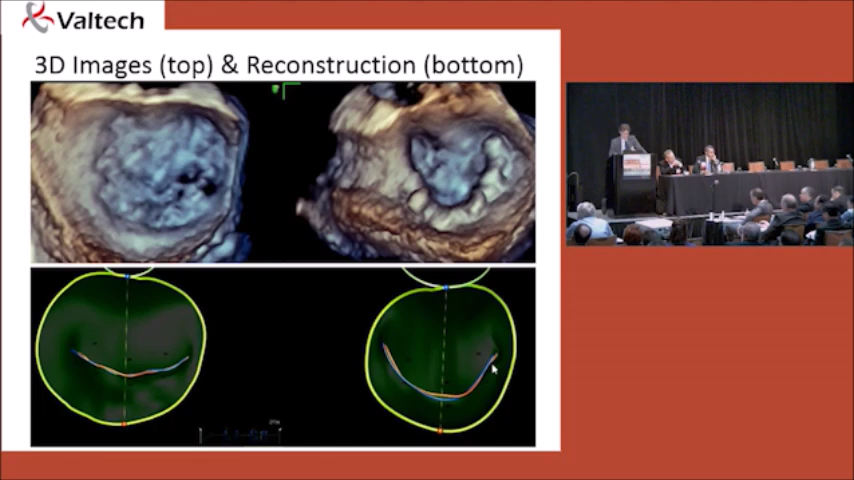 Valtech
3D Images (top) & Reconstruction (bottom)